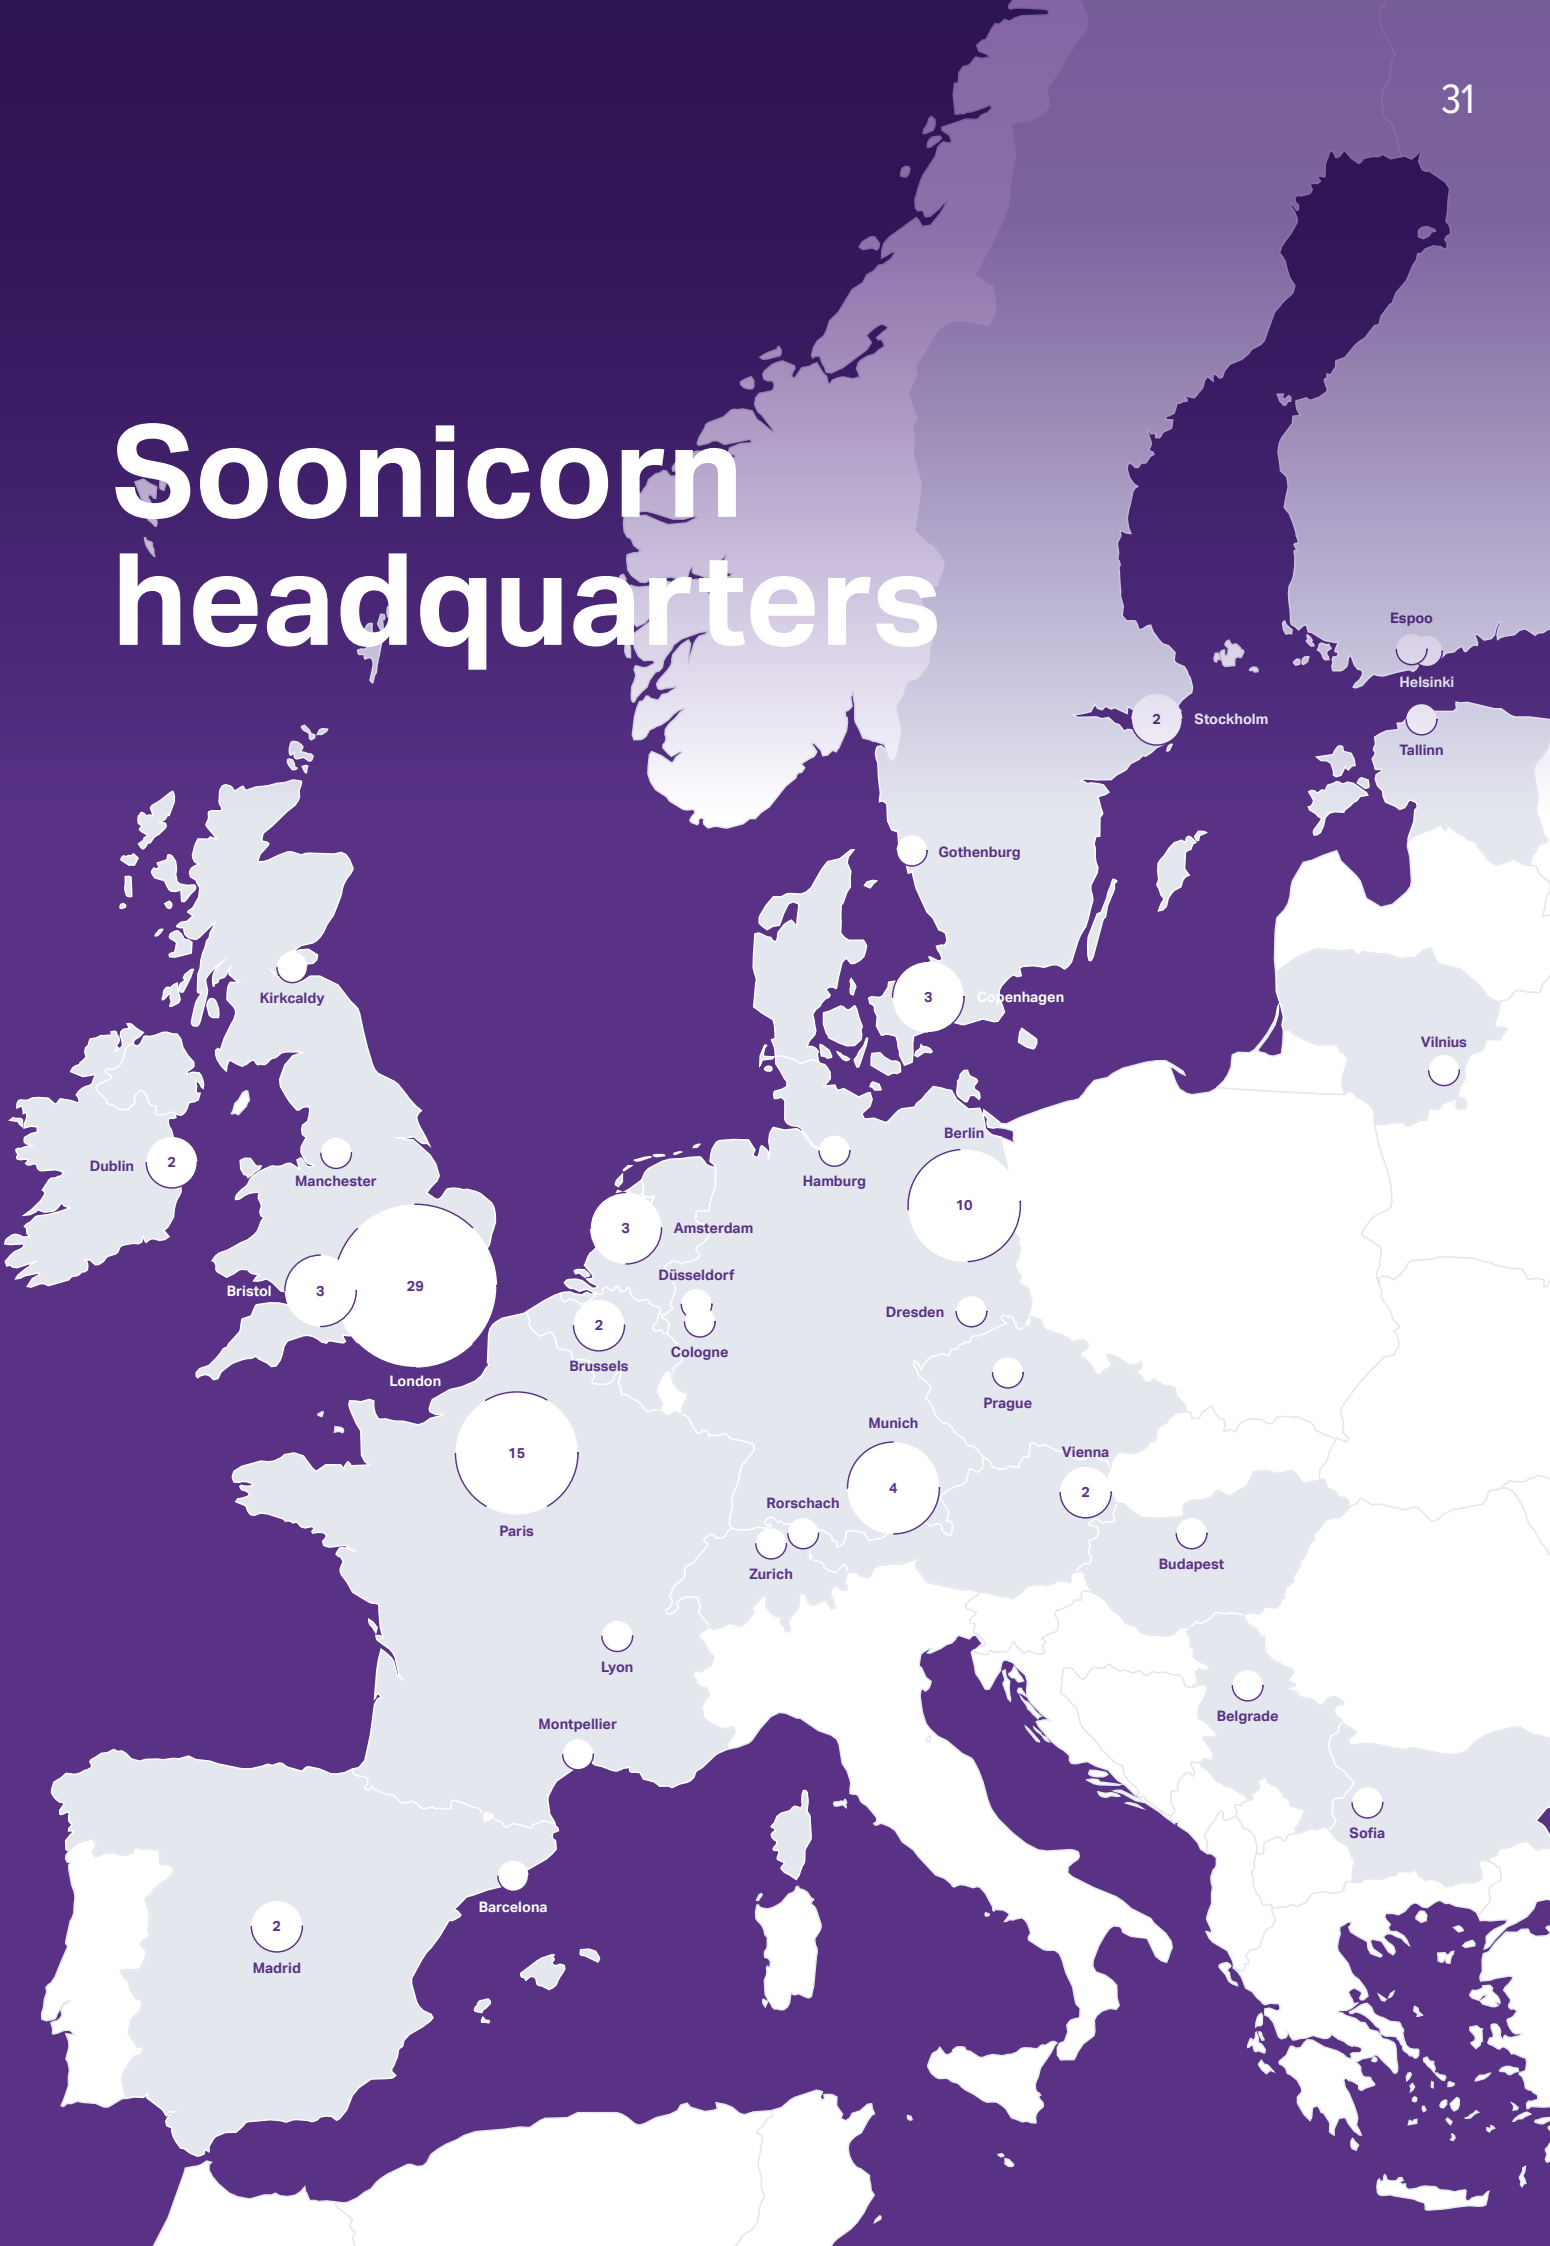 31
Soonicorn
headquarters
Espoo
Helsinki
2 Stockholm
Tallinn
Gothenburg
Kirkcaldy
3 Copenhagen
Vilnius
Berlin
Dublin 2
Manchester
Hamburg
10
3 Amsterdam
Düsseldorf
Bristol 3
29
Dresden
2
Cologne
Brussels
London
Prague
Munich
15
Vienna
4
2
Rorschach
Paris
Budapest
Zurich
Lyon
Belgrade
Montpellier
Sofia
Barcelona
2
Madrid